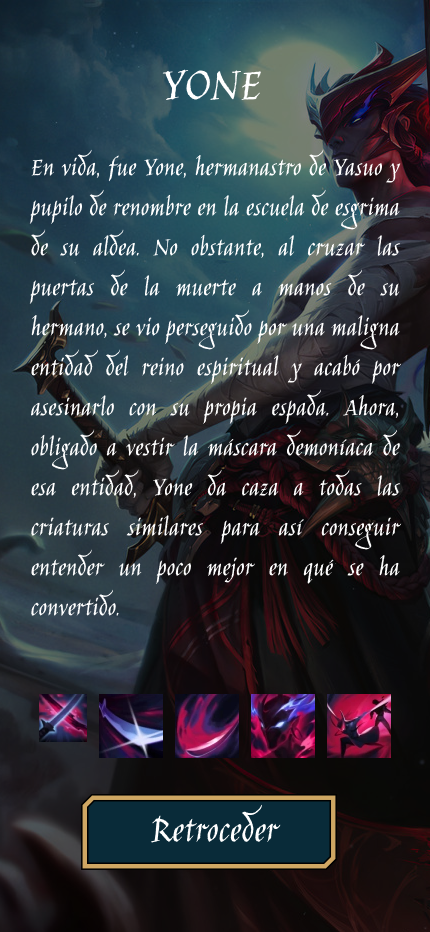 YONE
En vida, fue Yone, hermanastro de Yasuo y
pupilo de renombre en la escuela de esgrima
de su aldea. No obstante, al cruzar las
puertas de la muerte a manos de su
hermano, se vio perseguido por una maligna
entidad del reino espiritual y acabó por
asesinarlo con su propia espada. Ahora,
obligado a vestir la máscara demoníaca de
esa entidad, Yone da caza a todas las
criaturas similares para así conseguir
entender un poco mejor en qué se ha
convertido.
Retroceder